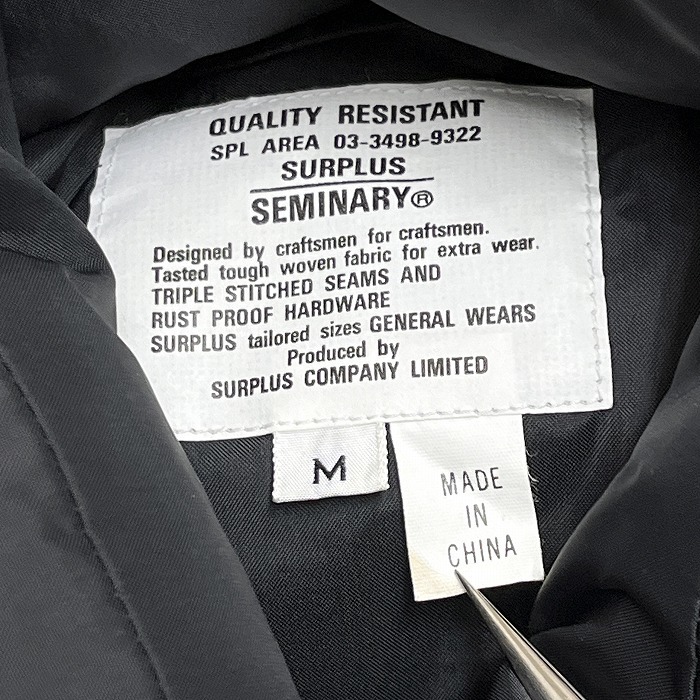 QUALITY RESISTANT
SPL AREA 03-3498-9322
SURPLUS
SEMINARY®
Designed by craftsmen for craftsmen.
Tasted tough woven fabric for extra wear.
TRIPLE STITCHED SEAMS AND
RUST PROOF HARDWARE
SURPLUS tailored sizes GENERAL WEARS
Produced by
SURPLUS COMPANY LIMITED
M
MADE
IN
CHINA